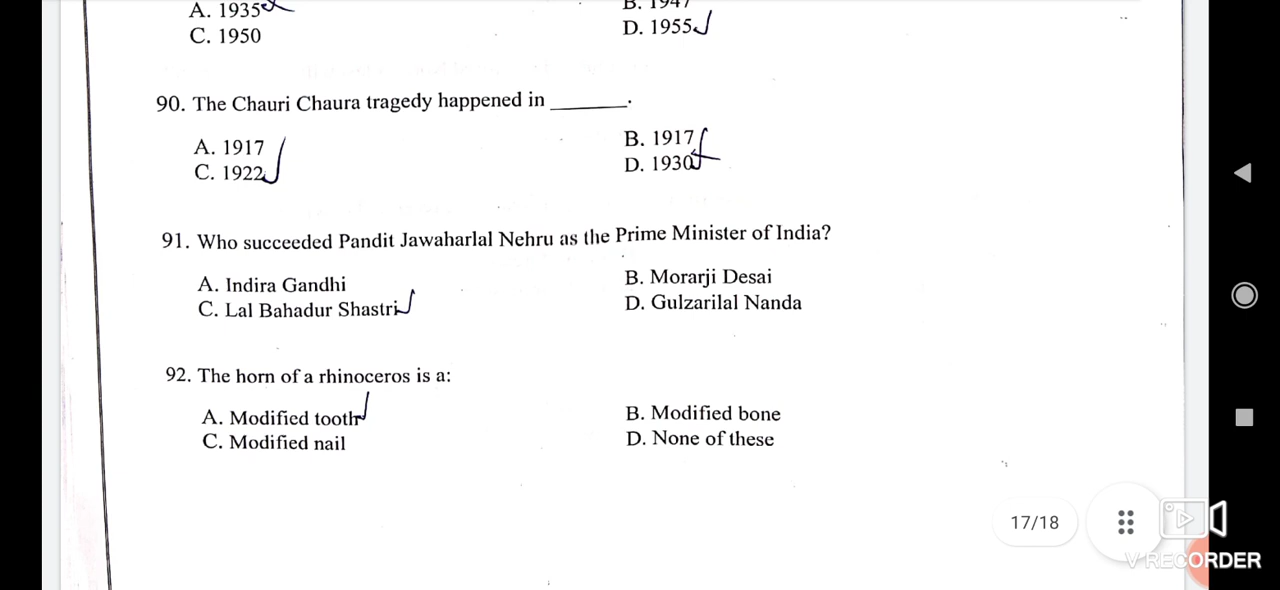 A. 1935
B. 1947
C. 1950
D. 1955
90. The Chauri Chaura tragedy happened in ______.
A. 1917
B. 1917
C. 1922
D. 1930
91. Who succeeded Pandit Jawaharlal Nehru as the Prime Minister of India?
A. Indira Gandhi
B. Morarji Desai
C. Lal Bahadur Shastri
D. Gulzarilal Nanda
92. The horn of a rhinoceros is a:
A. Modified tooth
B. Modified bone
C. Modified nail
D. None of these
17/18
V RECORDER